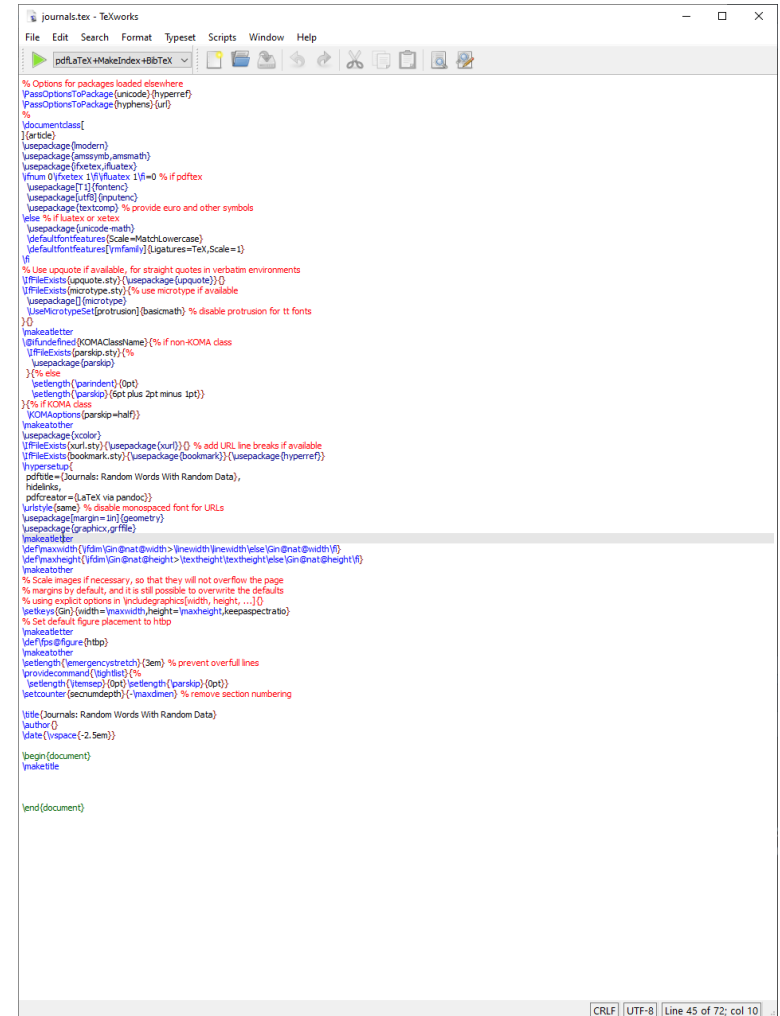 journals.tex - TeXworks
File Edit Search Format Typeset Scripts Window Help
pdfLaTeX+MakeIndex+BibTeX
% Options for packages loaded elsewhere
\PassOptionsToPackage{unicode}{hyperref}
\PassOptionsToPackage{hyphens}{url}
%
\documentclass[
]{article}
\usepackage{lmodern}
\usepackage{amssymb,amsmath}
\usepackage{ifxetex,ifluatex}
\ifnum 0\ifxetex 1\fi\ifluatex 1\fi=0 % if pdftex
  \usepackage[T1]{fontenc}
  \usepackage[utf8]{inputenc}
  \usepackage{textcomp} % provide euro and other symbols
\else % if luatex or xetex
  \usepackage{unicode-math}
  \defaultfontfeatures{Scale=MatchLowercase}
  \defaultfontfeatures[\rmfamily]{Ligatures=TeX,Scale=1}
\fi
% Use upquote if available, for straight quotes in verbatim environments
\IfFileExists{upquote.sty}{\usepackage{upquote}}{}
\IfFileExists{microtype.sty}{% use microtype if available
  \usepackage[]{microtype}
  \UseMicrotypeSet[protrusion]{basicmath} % disable protrusion for tt fonts
}{}
\makeatletter
\@ifundefined{KOMAClassName}{% if non-KOMA class
  \IfFileExists{parskip.sty}{%
    \usepackage{parskip}
  }{% else
    \setlength{\parindent}{0pt}
    \setlength{\parskip}{6pt plus 2pt minus 1pt}}
}{% if KOMA class
  \KOMAoptions{parskip=half}}
\makeatother
\usepackage{xcolor}
\IfFileExists{xurl.sty}{\usepackage{xurl}}{} % add URL line breaks if available
\IfFileExists{bookmark.sty}{\usepackage{bookmark}}{\usepackage{hyperref}}
\hypersetup{
  pdftitle={Journals: Random Words With Random Data},
  hidelinks,
  pdfcreator={LaTeX via pandoc}}
\urlstyle{same} % disable monospaced font for URLs
\usepackage[margin=1in]{geometry}
\usepackage{graphicx,grffile}
\makeatletter
\def\maxwidth{\ifdim\Gin@nat@width>\linewidth\linewidth\else\Gin@nat@width\fi}
\def\maxheight{\ifdim\Gin@nat@height>\textheight\textheight\else\Gin@nat@height\fi}
\makeatother
% Scale images if necessary, so that they will not overflow the page
% margins by default, and it is still possible to overwrite the defaults
% using explicit options in \includegraphics[width, height, ...]{}
\setkeys{Gin}{width=\maxwidth,height=\maxheight,keepaspectratio}
% Set default figure placement to htbp
\makeatletter
\def\fps@figure{htbp}
\makeatother
\setlength{\emergencystretch}{3em} % prevent overfull lines
\providecommand{\tightlist}{%
  \setlength{\itemsep}{0pt}\setlength{\parskip}{0pt}}
\setcounter{secnumdepth}{-\maxdimen} % remove section numbering
\title{Journals: Random Words With Random Data}
\author{}
\date{\vspace{-2.5em}}
\begin{document}
\maketitle
\end{document}
CRLF UTF-8 Line 45 of 72; col 10